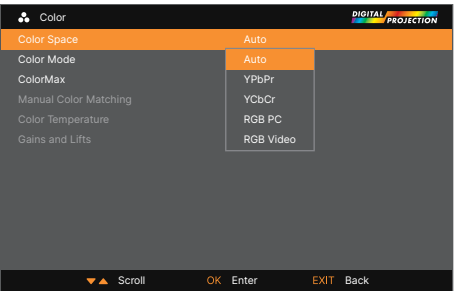 Color
DIGITAL
PROJECTION
Color Space Auto
Color Mode Auto
ColorMax YPbPr
Manual Color Matching YCbCr
Color Temperature RGB PC
Gains and Lifts RGB Video
Scroll OK Enter EXIT Back